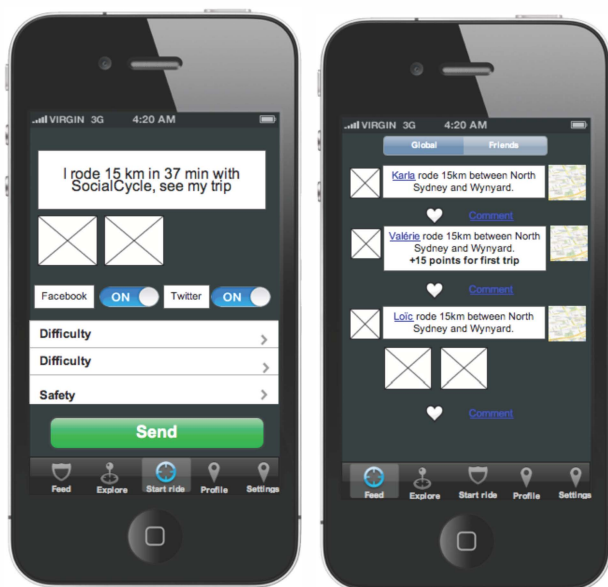 VIRGIN 3G 4:20 AM
I rode 15 km in 37 min with
SocialCycle, see my trip
Facebook ON Twitter ON
Difficulty
Difficulty
Safety
Send
Feed Explore Start ride Profile Settings
VIRGIN 3G 4:20 AM
Global Friends
Karla rode 15km between North
Sydney and Wynyard.
Comment
Valérie rode 15km between North
Sydney and Wynyard.
+15 points for first trip
Comment
Loïc rode 15km between North
Sydney and Wynyard.
Comment
Feed Explore Start ride Profile Settings